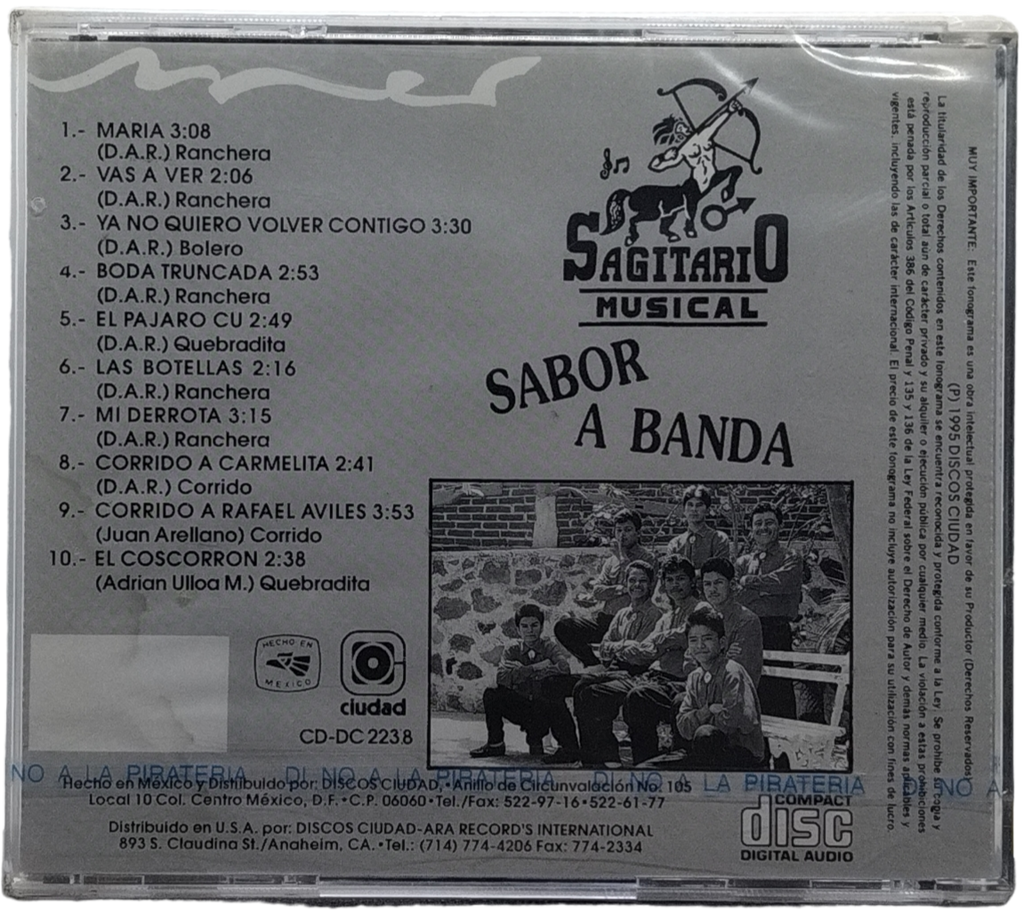 1.- MARIA 3:08
(D.A.R.) Ranchera
2.- VAS A VER 2:06
(D.A.R.) Ranchera
3.- YA NO QUIERO VOLVER CONTIGO 3:30
(D.A.R.) Bolero
4.- BODA TRUNCADA 2:53
(D.A.R.) Ranchera
5.- EL PAJARO CU 2:49
(D.A.R.) Quebradita
6.- LAS BOTELLAS 2:16
(D.A.R.) Ranchera
7.- MI DERROTA 3:15
(D.A.R.) Ranchera
8.- CORRIDO A CARMELITA 2:41
(D.A.R.) Corrido
9.- CORRIDO A RAFAEL AVILES 3:53
(Juan Arellano) Corrido
10.- EL COSCORRON 2:38
(Adrian Ulloa M.) Quebradita
SAGITARIO
MUSICAL
SABOR
A BANDA
HECHO EN
MEXICO
ciudad
CD-DC 2238
NO A LA PIRATERIA DI NO A LA PIRATERIA DI NO A LA PIRATERIA DI NO A
Hecho en México y Distribuido por: DISCOS CIUDAD, • Anillo de Circunvalación No. 105
Local 10 Col. Centro México, D.F. • C.P. 06060 • Tel./Fax: 522-97-16 • 522-61-77
Distribuido en U.S.A. por: DISCOS CIUDAD-ARA RECORD'S INTERNATIONAL
893 S. Claudina St./Anaheim, CA. • Tel.: (714) 774-4206 Fax: 774-2334
COMPACT
disc
DIGITAL AUDIO
(P) 1995 DISCOS CIUDAD
MUY IMPORTANTE: Este fonograma es una obra intelectual protegida en favor de su Productor (Derechos Reservados)
La titularidad de los Derechos contenidos en este fonograma se encuentra reconocida y protegida conforme a la Ley. Se prohibe su copia y
reproducción parcial o total aún de carácter privado y su alquiler o ejecución pública por cualquier medio. La violación a estas prohibiciones
está penada por los Artículos 386 del Código Penal y 135 y 136 de la Ley Federal sobre el Derecho de Autor y demás normas aplicables y
vigentes, incluyendo las de carácter internacional. El precio de este fonograma no incluye autorización para su utilización con fines de lucro.